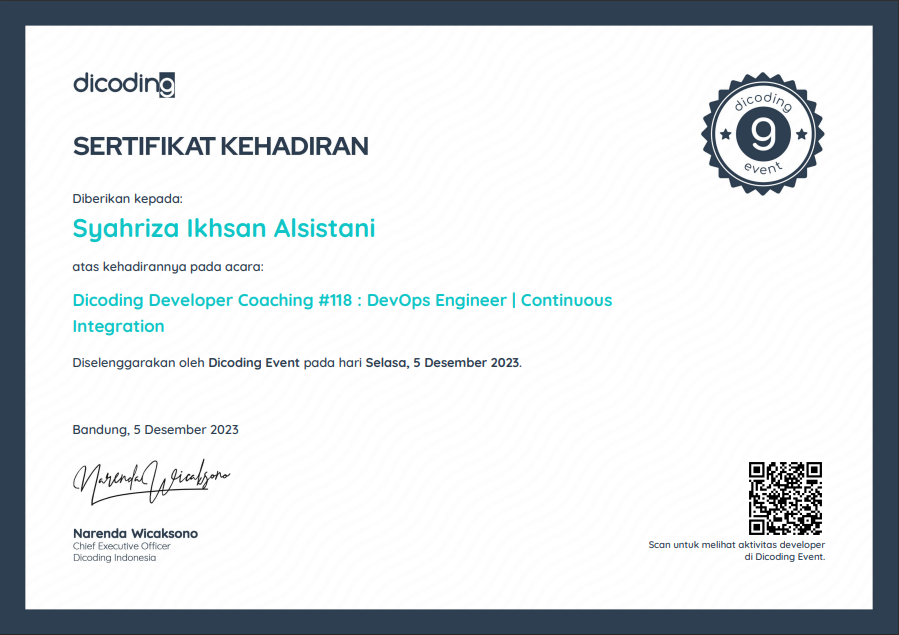 dicoding
SERTIFIKAT KEHADIRAN
dicoding
g
event
Diberikan kepada:
Syahriza Ikhsan Alsistani
atas kehadirannya pada acara:
Dicoding Developer Coaching #118 : DevOps Engineer | Continuous
Integration
Diselenggarakan oleh Dicoding Event pada hari Selasa, 5 Desember 2023.
Bandung, 5 Desember 2023
Narenda Wicaksono
Narenda Wicaksono
Chief Executive Officer
Dicoding Indonesia
Scan untuk melihat aktivitas developer
di Dicoding Event.